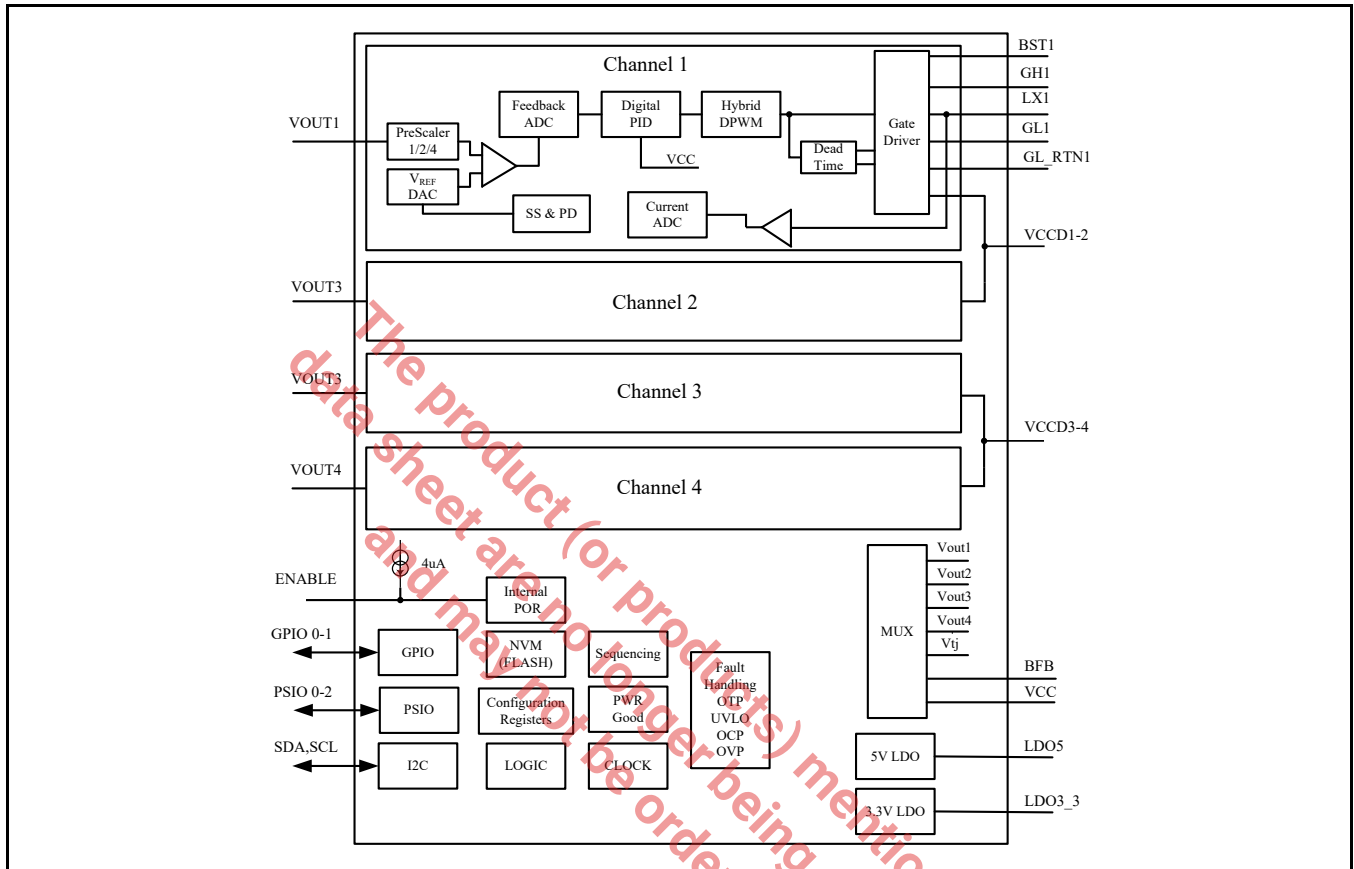 Channel 1
VOUT1
PreScaler
1/2/4
VREF
DAC
Feedback
ADC
Digital
PID
Hybrid
DPWM
VCC
Dead
Time
Gate
Driver
SS & PD
Current
ADC
BST1
GH1
LX1
GL1
GL_RTN1
VCCD1-2
VOUT3
Channel 2
VOUT3
Channel 3
VCCD3-4
VOUT4
Channel 4
4uA
ENABLE
Internal
POR
GPIO 0-1
GPIO
NVM
(FLASH)
Sequencing
Fault
Handling
OTP
UVLO
OCP
OVP
PSIO 0-2
PSIO
Configuration
Registers
PWR
Good
SDA,SCL
I2C
LOGIC
CLOCK
MUX
Vout1
Vout2
Vout3
Vout4
Vtj
BFB
VCC
5V LDO
LDO5
3.3V LDO
LDO3_3
The product (or products) mentio
data sheet are no longer being
and may not be orde